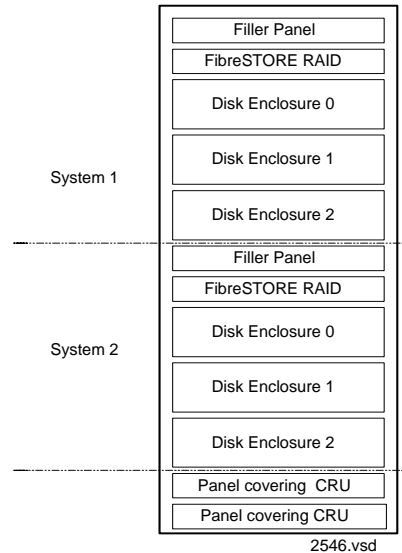 Filler Panel
FibreSTORE RAID
Disk Enclosure 0
Disk Enclosure 1
System 1
Disk Enclosure 2
Filler Panel
FibreSTORE RAID
Disk Enclosure 0
System 2
Disk Enclosure 1
Disk Enclosure 2
Panel covering CRU
Panel covering CRU
2546.vsd